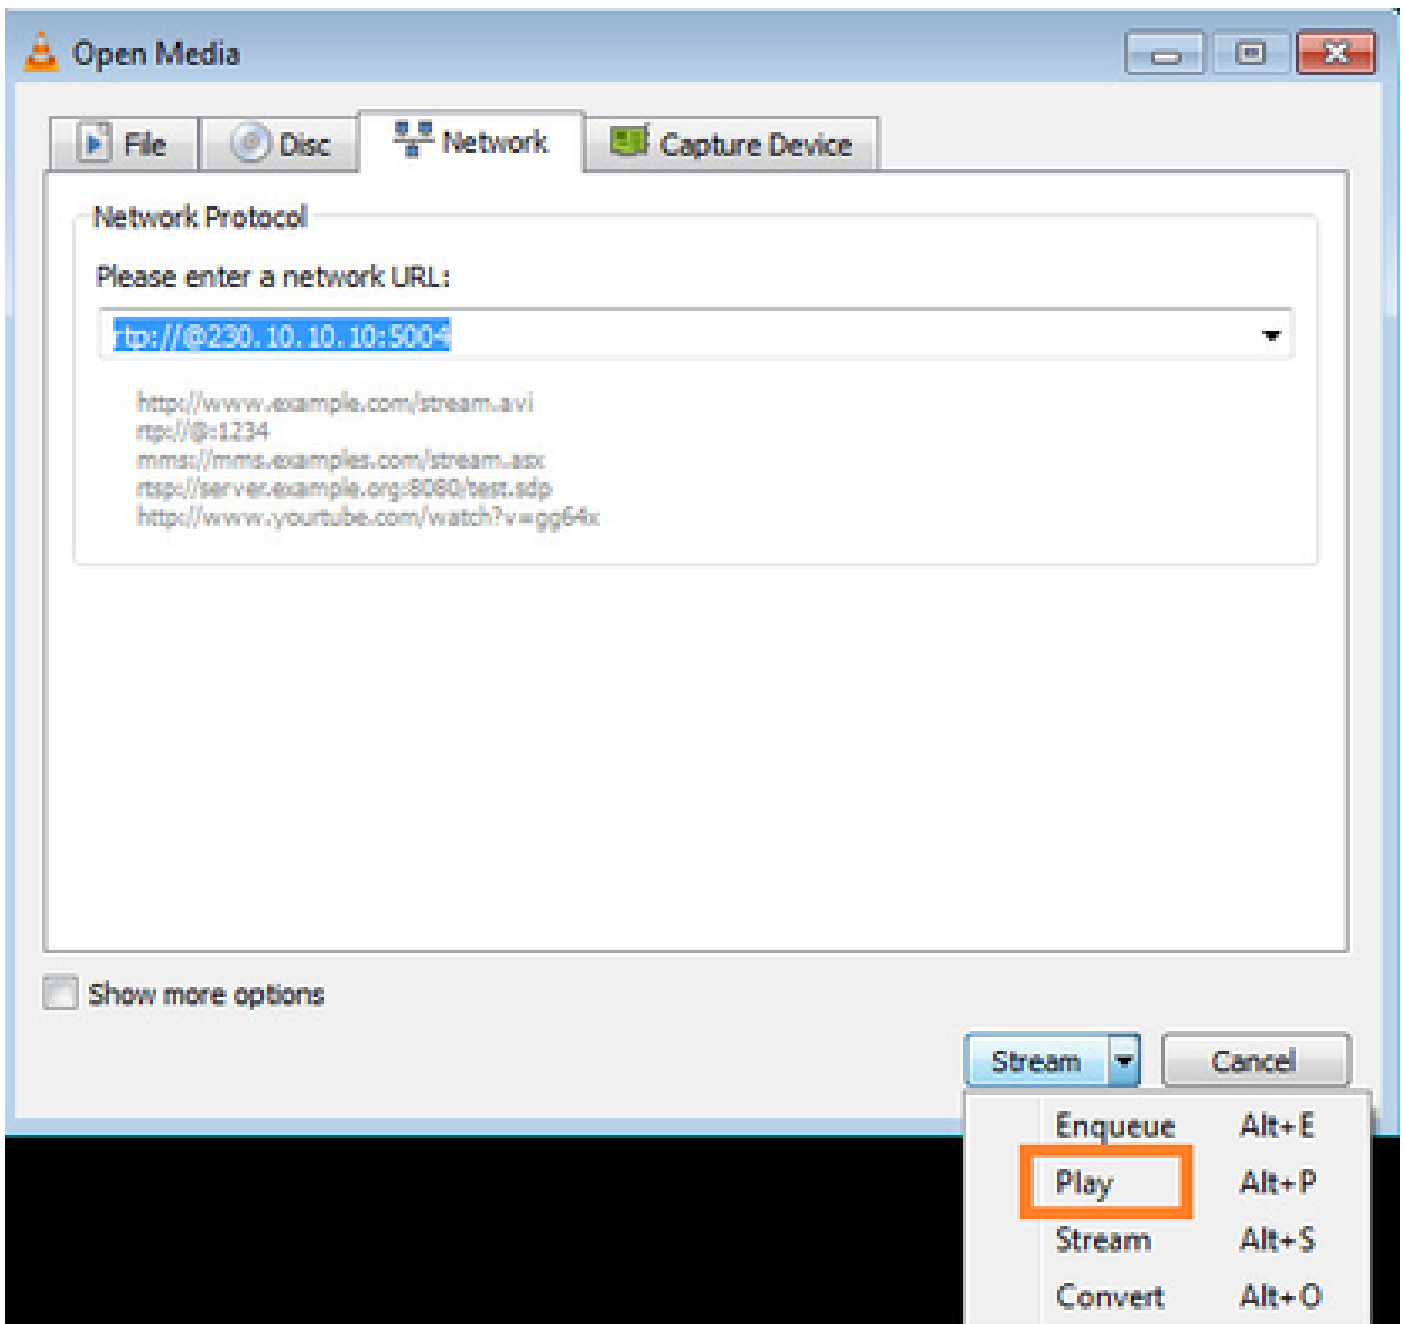 Open Media
File Disc Network Capture Device
Network Protocol
Please enter a network URL:
rtp://@230.10.10.10:5004
http://www.example.com/stream.avi
rtp://@:1234
mms://mms.examples.com/stream.asx
rtsp://server.example.org:8080/test.sdp
http://www.yourtube.com/watch?v=gg64x
Show more options
Stream Cancel
Enqueue Alt+E
Play Alt+P
Stream Alt+S
Convert Alt+O